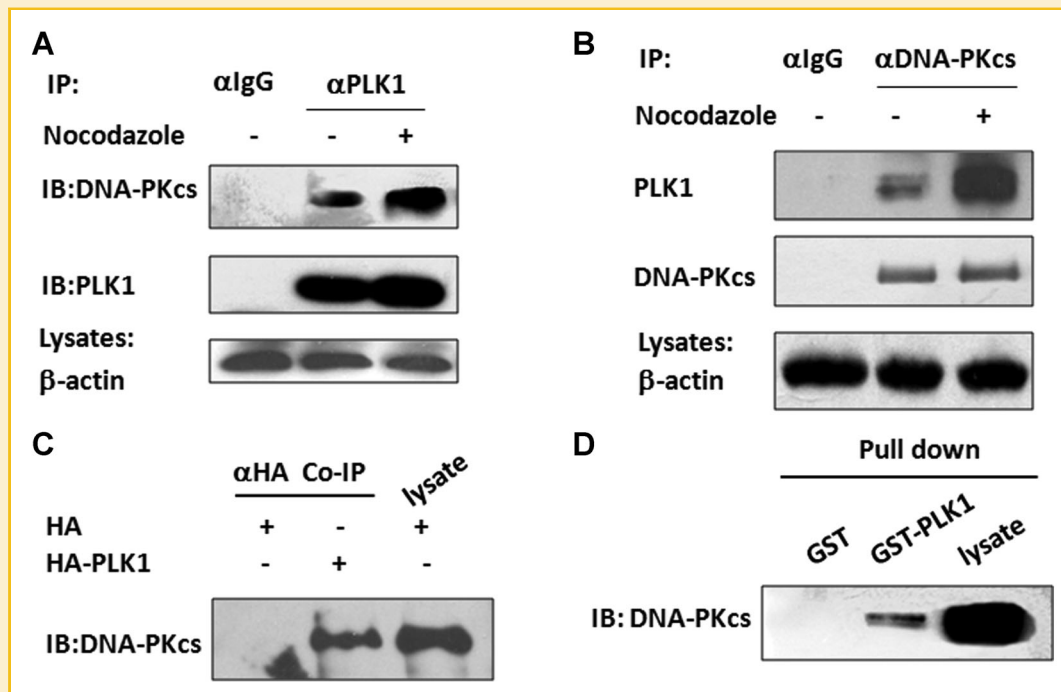 A
IP: αIgG αPLK1
Nocodazole - - +
IB:DNA-PKcs
IB:PLK1
Lysates:
β-actin
B
IP: αIgG αDNA-PKcs
Nocodazole - - +
PLK1
DNA-PKcs
Lysates:
β-actin
C
αHA Co-IP lysate
HA + - +
HA-PLK1 - + -
IB:DNA-PKcs
D
Pull down
GST GST-PLK1 lysate
IB: DNA-PKcs